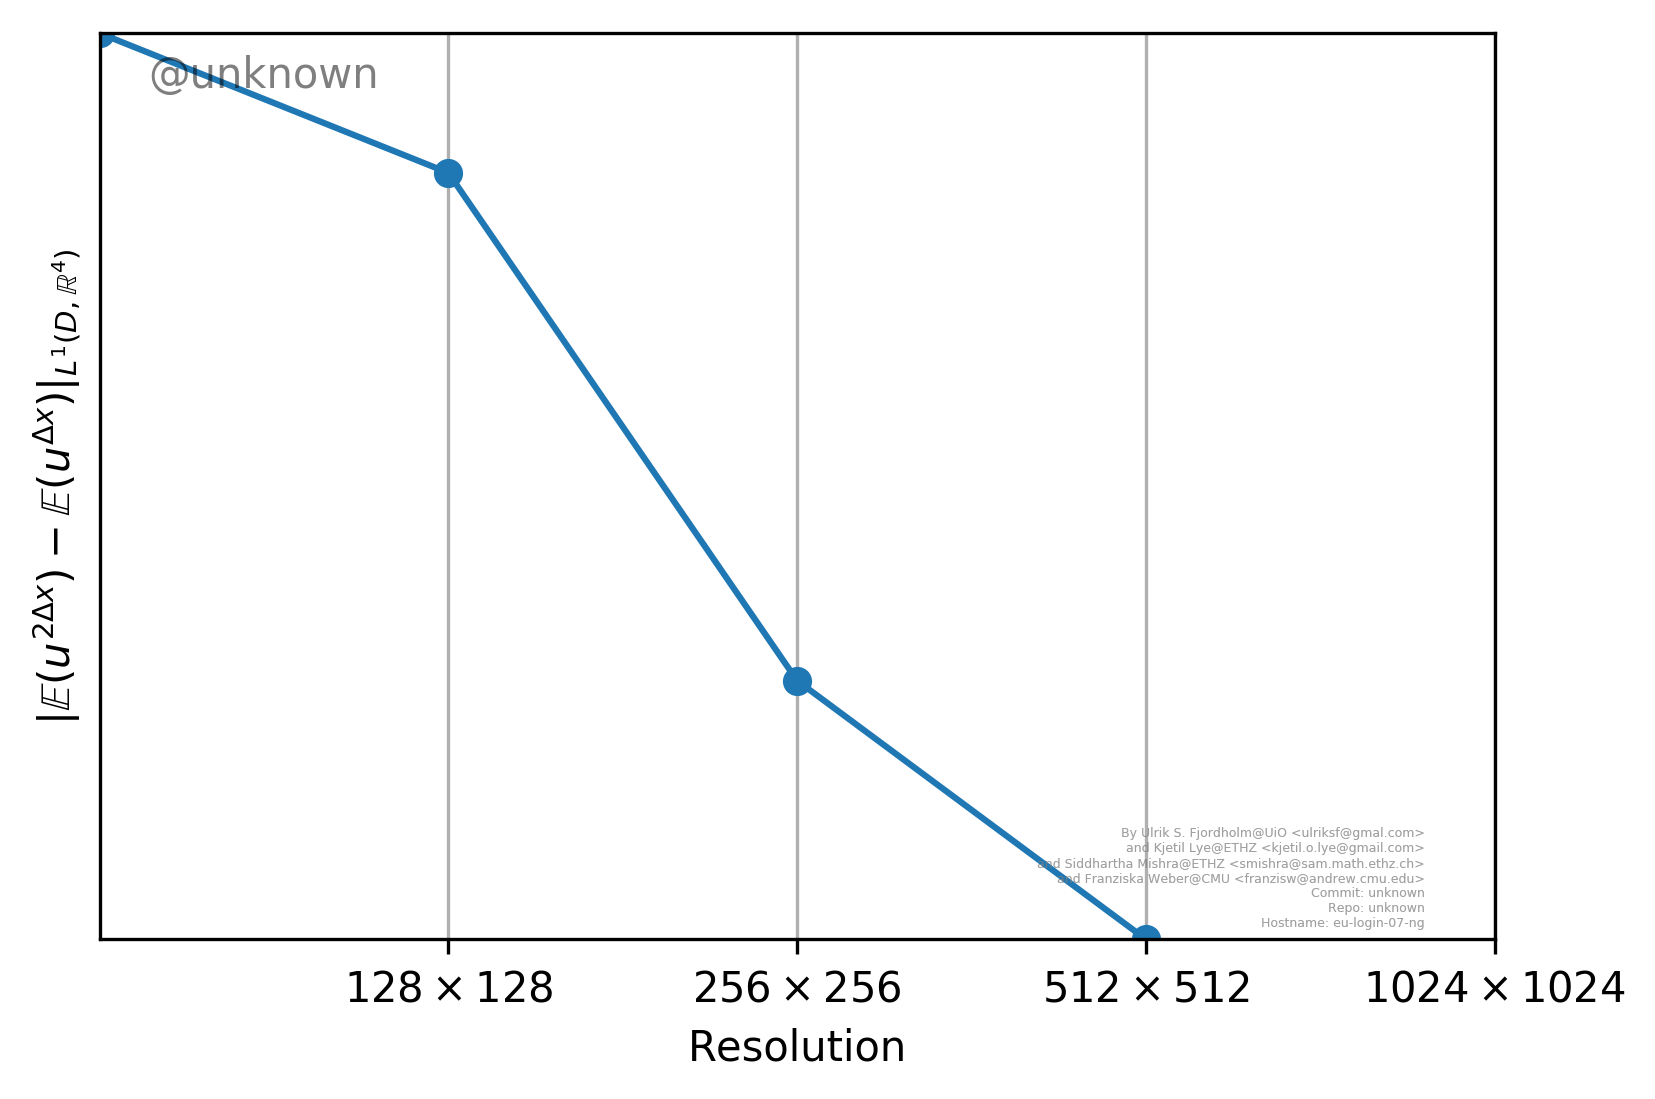 @unknown
|𝔼(u^{2Δx}) − 𝔼(u^{Δx})|_{L^1(D, ℝ^4)}
By Ulrik S. Fjordholm@UiO <ulriksf@gmal.com>
and Kjetil Lye@ETHZ <kjetil.o.lye@gmail.com>
and Siddhartha Mishra@ETHZ <smishra@sam.math.ethz.ch>
and Franziska Weber@CMU <franzisw@andrew.cmu.edu>
Commit: unknown
Repo: unknown
Hostname: eu-login-07-ng
128 × 128 256 × 256 512 × 512 1024 × 1024
Resolution